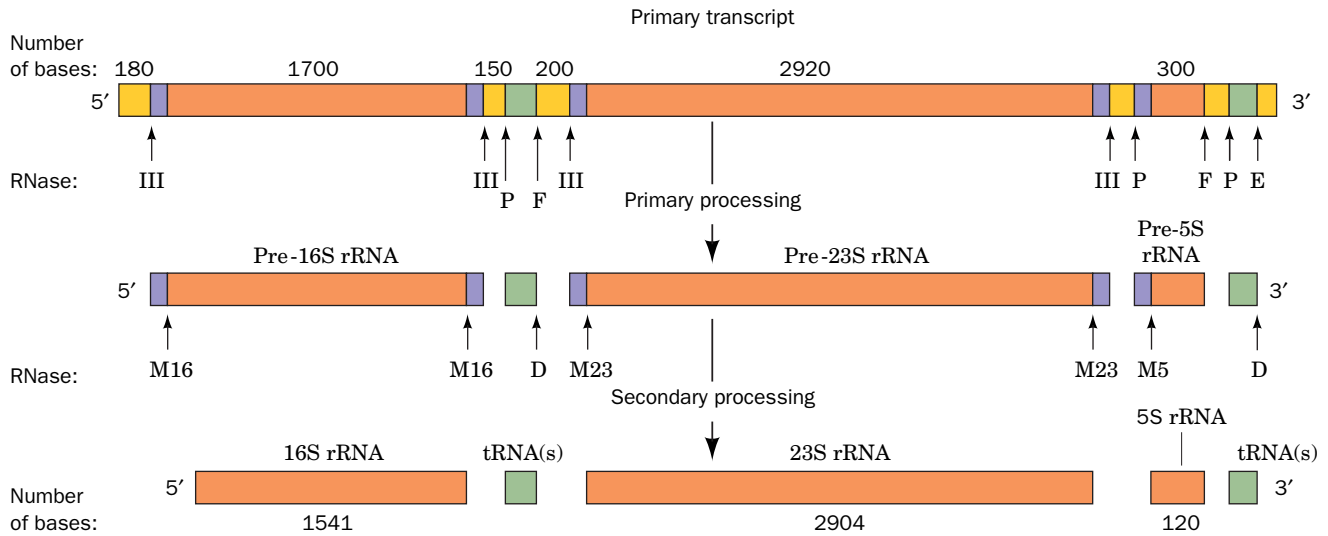 Primary transcript
Number
of bases: 180 1700 150 200 2920 300
5′ 3′
RNase: III III P F III III P F P E
Primary processing
Pre-16S rRNA Pre-23S rRNA Pre-5S
rRNA
5′ 3′
RNase: M16 M16 D M23 M23 M5 D
Secondary processing
5S rRNA
16S rRNA tRNA(s) 23S rRNA tRNA(s)
5′ 3′
Number
of bases: 1541 2904 120